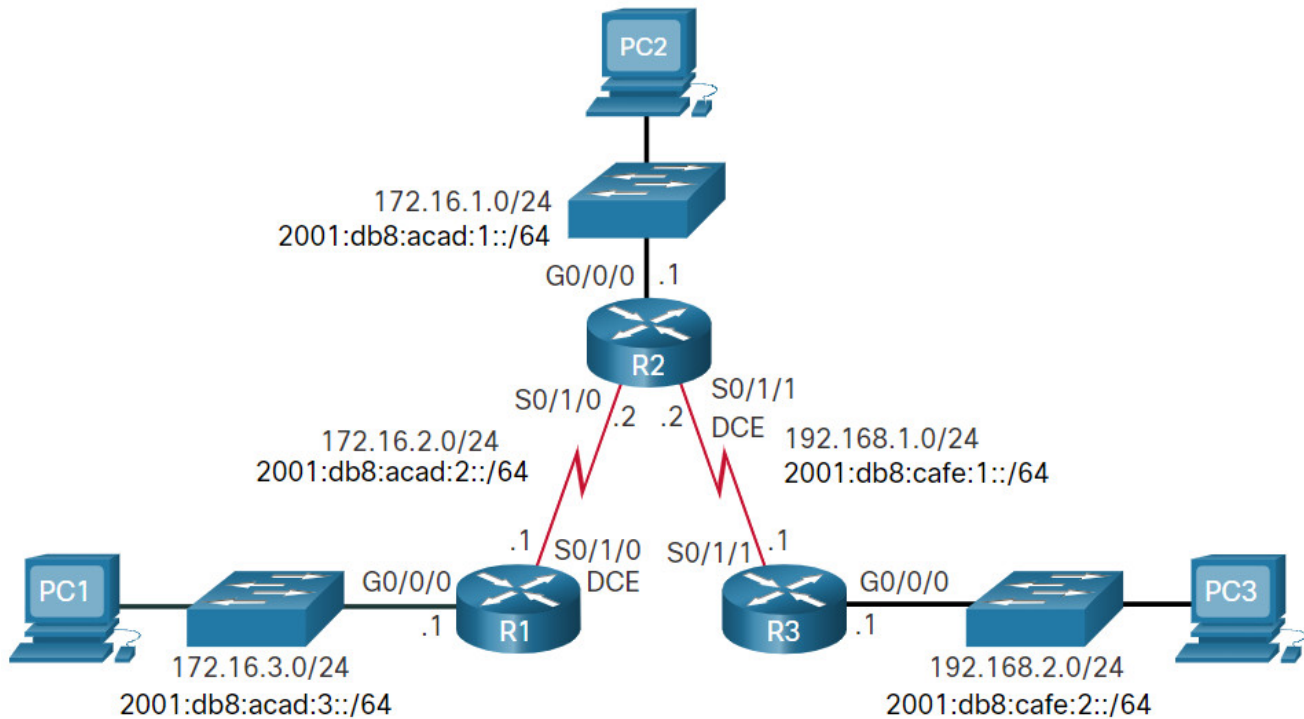 PC2
172.16.1.0/24
2001:db8:acad:1::/64
G0/0/0 .1
R2
S0/1/0 .2 .2 S0/1/1
DCE
172.16.2.0/24
2001:db8:acad:2::/64
192.168.1.0/24
2001:db8:cafe:1::/64
.1 S0/1/0
DCE
S0/1/1 .1
PC1
G0/0/0 .1
R1
R3
G0/0/0
.1
PC3
172.16.3.0/24
2001:db8:acad:3::/64
192.168.2.0/24
2001:db8:cafe:2::/64